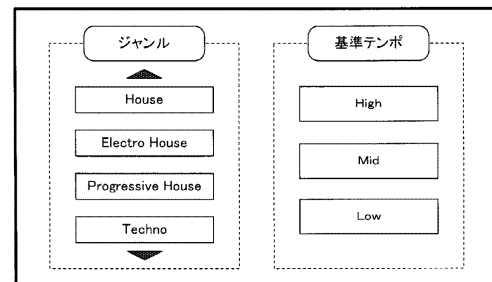 ジャンル
House
Electro House
Progressive House
Techno
基準テンポ
High
Mid
Low